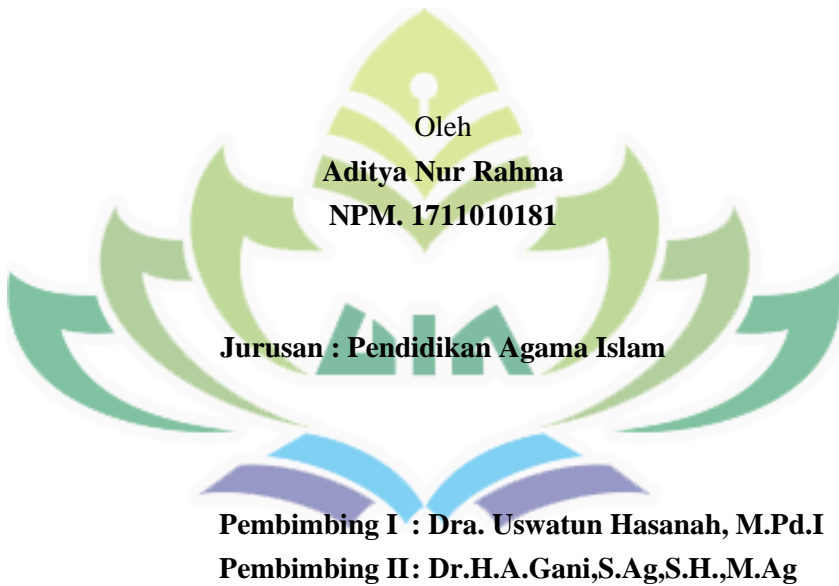 Oleh
Aditya Nur Rahma
NPM. 1711010181
Jurusan : Pendidikan Agama Islam
Pembimbing I : Dra. Uswatun Hasanah, M.Pd.I
Pembimbing II: Dr.H.A.Gani,S.Ag,S.H.,M.Ag